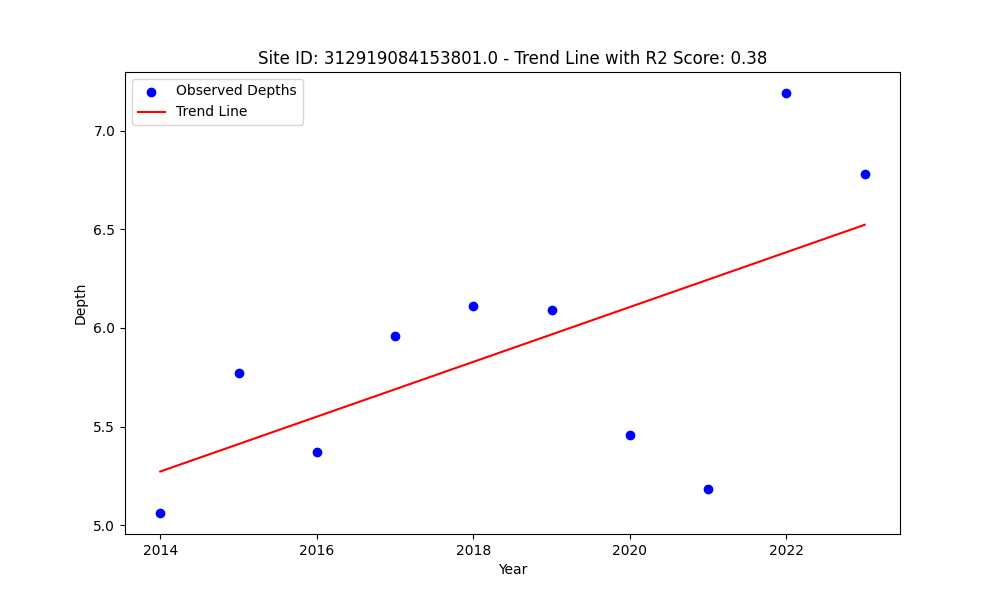 Site ID: 312919084153801.0 - Trend Line with R2 Score: 0.38
Observed Depths
Trend Line
7.0
6.5
6.0
5.5
5.0
Depth
2014
2016
2018
2020
2022
Year